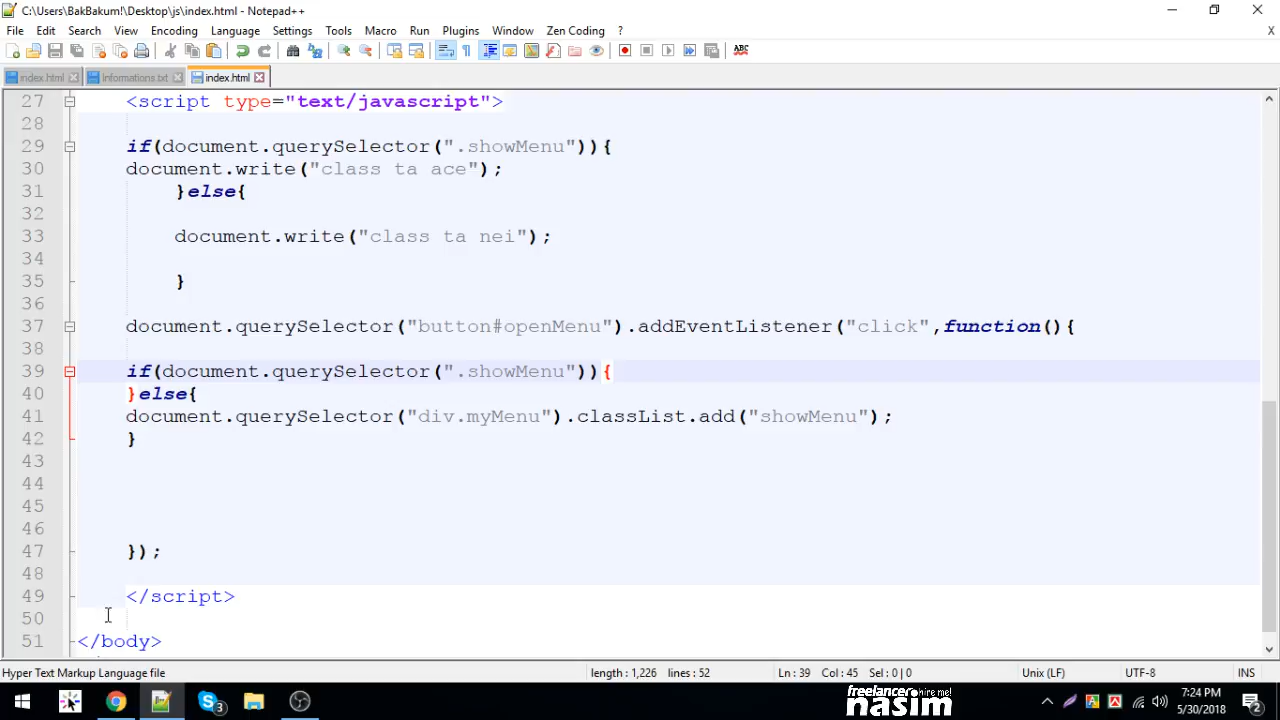 C:\Users\BakBakum!\Desktop\js\index.html - Notepad++
File Edit Search View Encoding Language Settings Tools Macro Run Plugins Window Zen Coding ? X
index.html informations.txt index.html
27 <script type="text/javascript">
28
29 if(document.querySelector(".showMenu")){
30 document.write("class ta ace");
31 }else{
32
33 document.write("class ta nei");
34
35 }
36
37 document.querySelector("button#openMenu").addEventListener("click",function(){
38
39 if(document.querySelector(".showMenu")){
40 }else{
41 document.querySelector("div.myMenu").classList.add("showMenu");
42 }
43
44
45
46
47 });
48
49 </script>
50
51 </body>
Hyper Text Markup Language file length : 1,226 lines : 52 Ln : 39 Col : 45 Sel : 0 | 0 Unix (LF) UTF-8 INS
freelancer hire me!
nasim
3
7:24 PM
5/30/2018
2